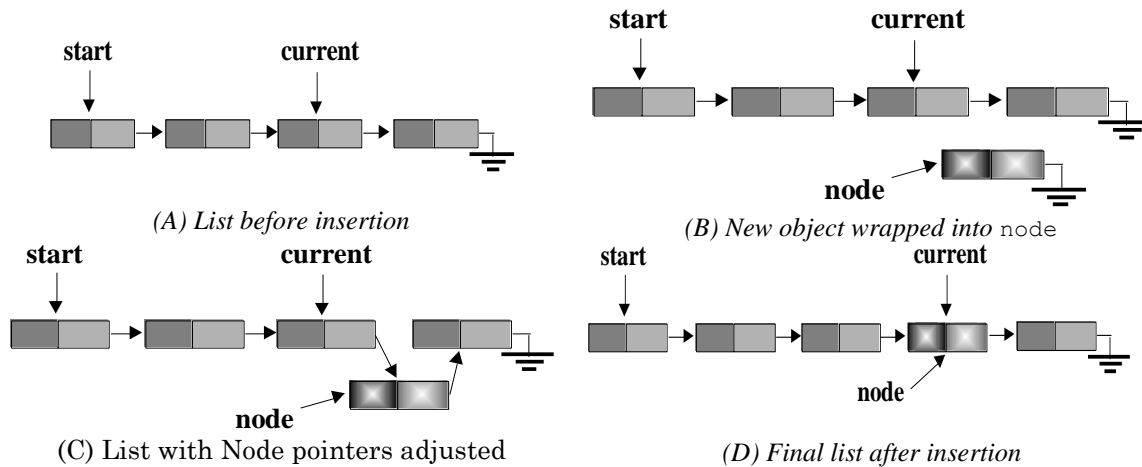 start
current
(A) List before insertion
start
current
node
(B) New object wrapped into node
start
current
node
(C) List with Node pointers adjusted
start
current
node
(D) Final list after insertion